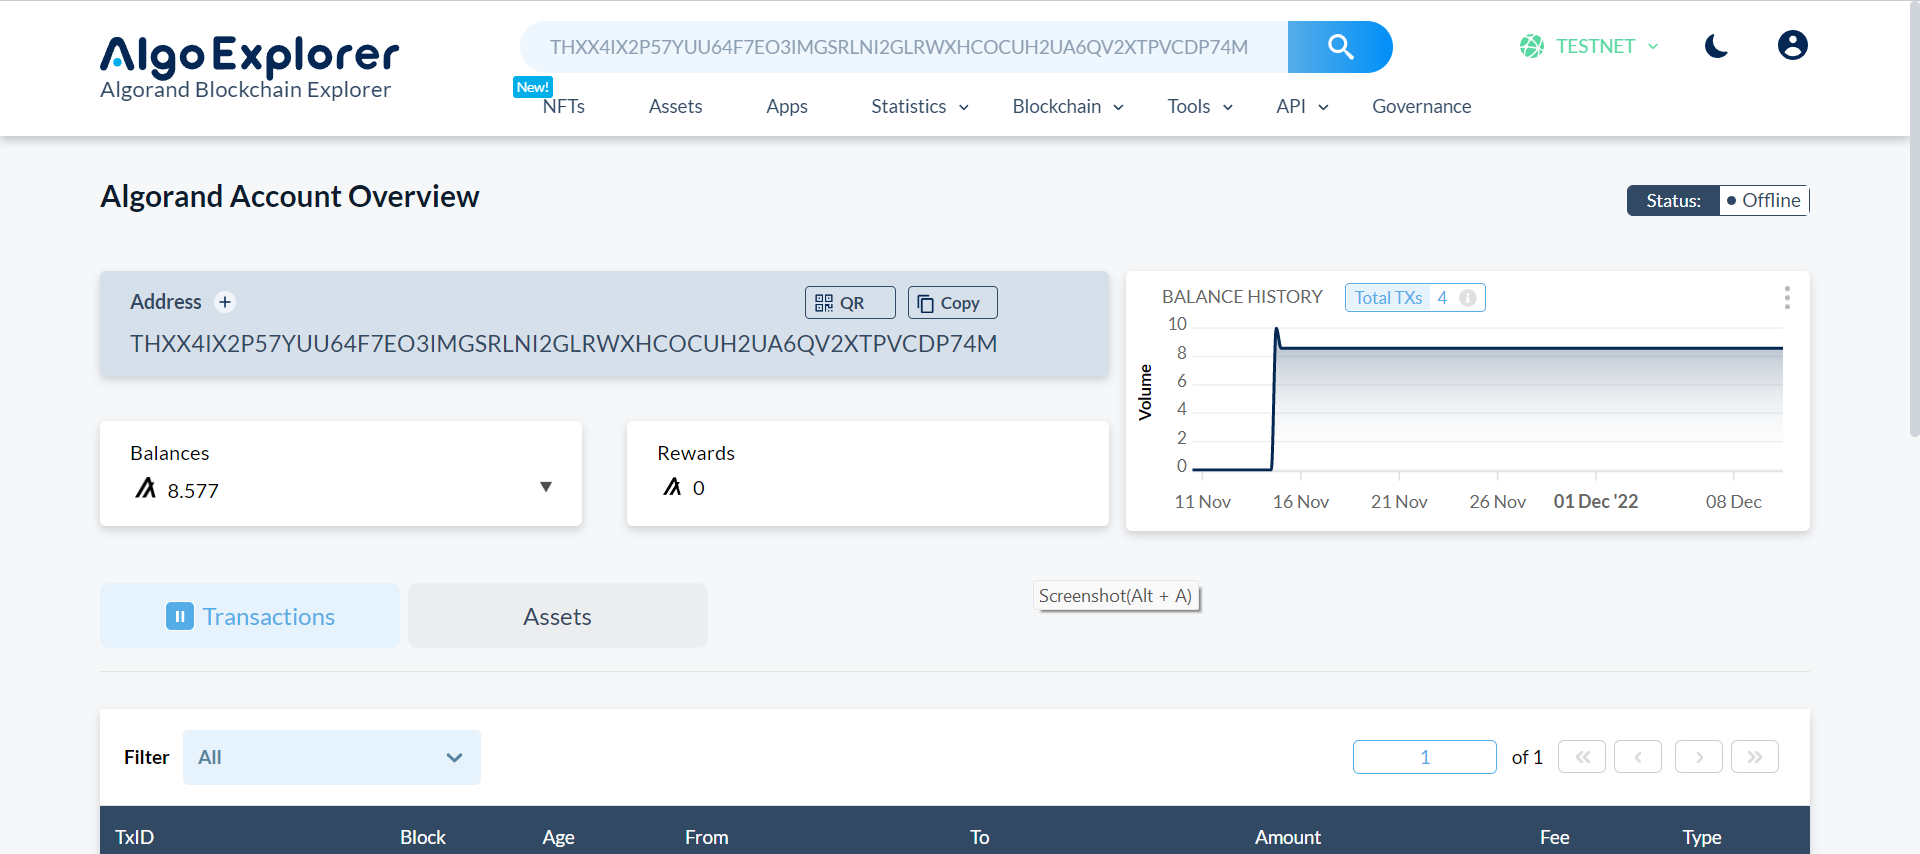 AlgoExplorer
Algorand Blockchain Explorer
THXX4IX2P57YUU64F7EO3IMGSRLNI2GLRWXHCOCUH2UA6QV2XTPVCDP74M
TESTNET
New!
NFTs Assets Apps Statistics Blockchain Tools API Governance
Algorand Account Overview
Status: • Offline
Address +
QR
Copy
THXX4IX2P57YUU64F7EO3IMGSRLNI2GLRWXHCOCUH2UA6QV2XTPVCDP74M
BALANCE HISTORY
Total TXs 4
Volume
10
8
6
4
2
0
11 Nov 16 Nov 21 Nov 26 Nov 01 Dec '22 08 Dec
Balances
8.577
Rewards
0
Transactions
Assets
Screenshot(Alt + A)
Filter All
1 of 1
TxID Block Age From To Amount Fee Type